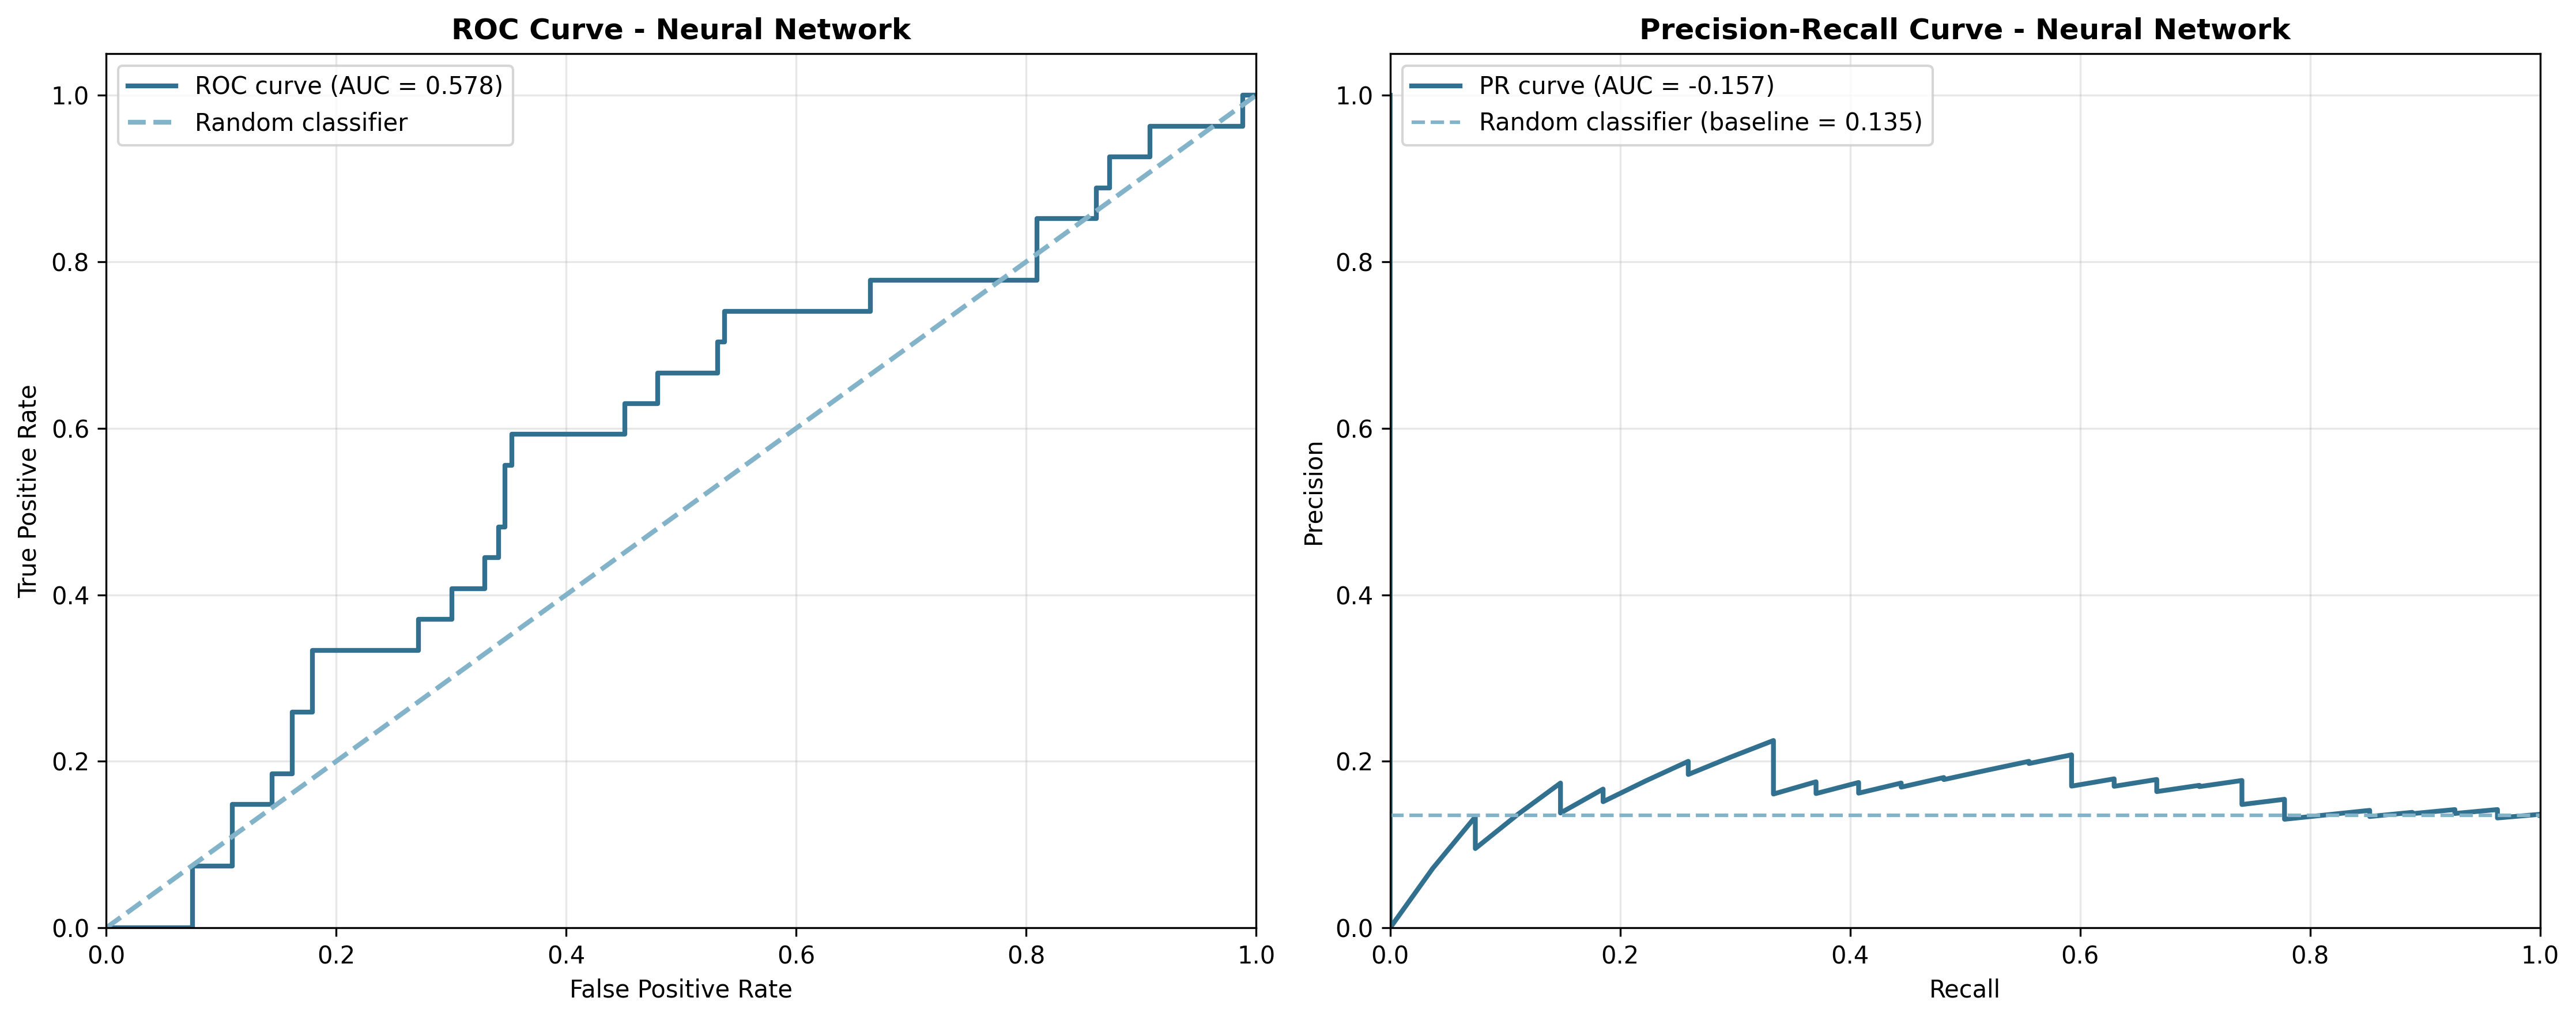 ROC Curve - Neural Network
ROC curve (AUC = 0.578)
Random classifier
1.0
0.8
0.6
0.4
0.2
0.0
True Positive Rate
0.0 0.2 0.4 0.6 0.8 1.0
False Positive Rate
Precision-Recall Curve - Neural Network
PR curve (AUC = -0.157)
Random classifier (baseline = 0.135)
1.0
0.8
0.6
0.4
0.2
0.0
Precision
0.0 0.2 0.4 0.6 0.8 1.0
Recall